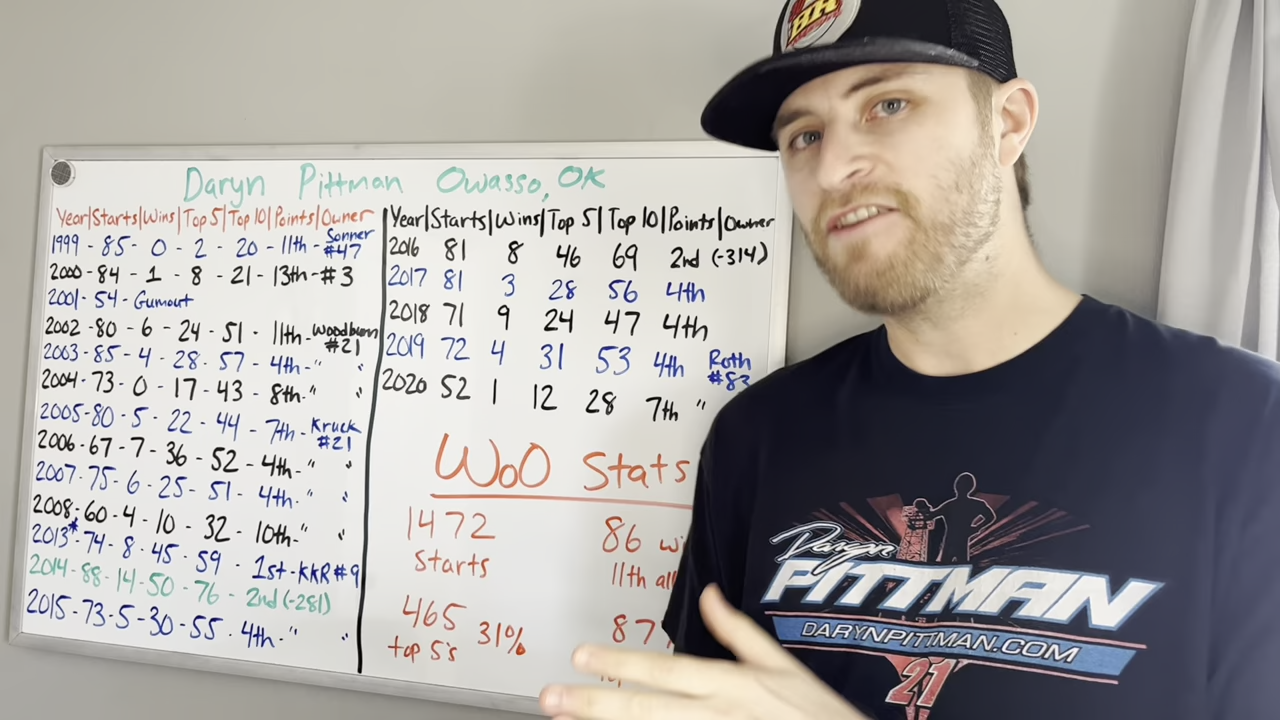 HH
Daryn Pittman Owasso, OK
Year|Starts|Wins|Top 5|Top 10|Points|Owner
1999 - 85 - 0 - 2 - 20 - 11th - Sonner #47
2000 - 84 - 1 - 8 - 21 - 13th - #3
2001 - 54 - Gumout
2002 - 80 - 6 - 24 - 51 - 11th - Woodburn #21
2003 - 85 - 4 - 28 - 57 - 4th - " "
2004 - 73 - 0 - 17 - 43 - 8th - " "
2005 - 80 - 5 - 22 - 44 - 7th - Kruck #21
2006 - 67 - 7 - 36 - 52 - 4th - " "
2007 - 75 - 6 - 25 - 51 - 4th - " "
2008 - 60 - 4 - 10 - 32 - 10th - " "
2013* - 74 - 8 - 45 - 59 - 1st - KKR #9
2014 - 88 - 14 - 50 - 76 - 2nd (-281)
2015 - 73 - 5 - 30 - 55 - 4th - " "
Year|Starts|Wins|Top 5|Top 10|Points|Owner
2016 81 8 46 69 2nd (-314)
2017 81 3 28 56 4th
2018 71 9 24 47 4th
2019 72 4 31 53 4th Roth #83
2020 52 1 12 28 7th "
WoO Stats
1472
Starts
86 wi
11th all
465
top 5's
31%
87
Daryn
PITTMAN
DARYNPITTMAN.COM
21